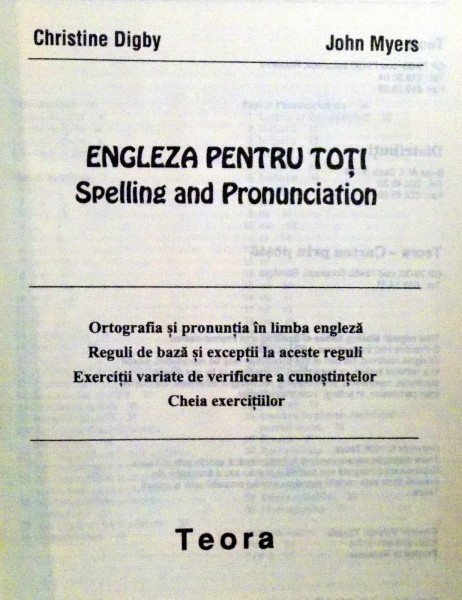 Christine Digby John Myers
ENGLEZA PENTRU TOȚI
Spelling and Pronunciation
Ortografia și pronunția în limba engleză
Reguli de bază și excepții la aceste reguli
Exerciții variate de verificare a cunoștințelor
Cheia exercițiilor
Teora